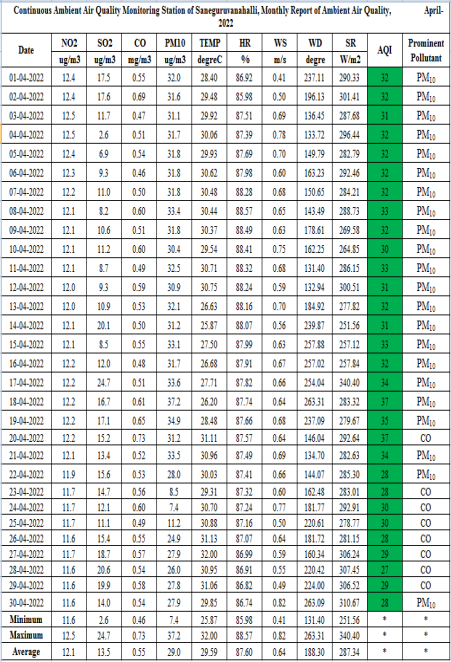 Continuous Ambient Air Quality Monitoring Station of Saneguruvanahalli, Monthly Report of Ambient Air Quality, April-
2022
Date NO2 SO2 CO PM10 TEMP HR WS WD SR AQI Prominent Pollutant
ug/m3 ug/m3 mg/m3 ug/m3 degreC % m/s degre W/m2
01-04-2022 12.4 17.5 0.55 32.0 28.40 86.92 0.41 237.11 290.33 32 PM10
02-04-2022 12.4 17.6 0.69 31.6 29.48 85.98 0.50 196.13 301.41 32 PM10
03-04-2022 12.5 11.7 0.47 31.1 29.92 87.51 0.69 136.45 287.68 31 PM10
04-04-2022 12.5 2.6 0.51 31.7 30.06 87.39 0.78 133.72 296.44 32 PM10
05-04-2022 12.4 6.9 0.54 31.8 29.93 87.69 0.70 149.79 282.79 32 PM10
06-04-2022 12.3 9.3 0.46 31.8 30.62 87.98 0.60 163.23 292.46 32 PM10
07-04-2022 12.2 11.0 0.50 31.8 30.48 88.28 0.68 150.65 284.21 32 PM10
08-04-2022 12.1 8.2 0.60 33.4 30.44 88.57 0.65 143.49 288.73 33 PM10
09-04-2022 12.1 10.6 0.51 31.8 30.37 88.49 0.63 178.61 269.58 32 PM10
10-04-2022 12.1 11.2 0.60 30.4 29.54 88.41 0.75 162.25 264.85 30 PM10
11-04-2022 12.1 8.7 0.49 32.5 30.71 88.32 0.68 131.40 286.15 33 PM10
12-04-2022 12.0 9.3 0.59 30.9 30.75 88.24 0.59 132.94 300.51 31 PM10
13-04-2022 12.0 10.9 0.53 32.1 26.63 88.16 0.70 184.92 277.82 32 PM10
14-04-2022 12.1 20.1 0.50 31.2 25.87 88.07 0.56 239.87 251.56 31 PM10
15-04-2022 12.1 8.5 0.55 33.1 27.50 87.99 0.63 257.88 257.12 33 PM10
16-04-2022 12.2 12.0 0.48 31.7 26.68 87.91 0.67 257.02 257.84 32 PM10
17-04-2022 12.2 24.7 0.51 33.6 27.71 87.82 0.66 254.04 340.40 34 PM10
18-04-2022 12.2 16.7 0.61 37.2 26.20 87.74 0.64 263.31 283.32 37 PM10
19-04-2022 12.2 17.1 0.65 34.9 28.48 87.66 0.68 237.09 279.67 35 PM10
20-04-2022 12.2 15.2 0.73 31.2 31.11 87.57 0.64 146.04 292.64 37 CO
21-04-2022 12.1 13.4 0.52 33.5 30.96 87.49 0.69 134.70 282.63 34 PM10
22-04-2022 11.9 15.6 0.53 28.0 30.03 87.41 0.66 144.07 285.30 28 PM10
23-04-2022 11.7 14.7 0.56 8.5 29.31 87.32 0.60 162.48 283.01 28 CO
24-04-2022 11.7 12.1 0.60 7.4 30.70 87.24 0.77 181.77 292.91 30 CO
25-04-2022 11.7 11.1 0.49 11.2 30.88 87.16 0.50 220.61 278.77 30 CO
26-04-2022 11.6 15.4 0.55 24.9 31.13 87.07 0.64 181.72 281.15 28 CO
27-04-2022 11.7 18.7 0.57 27.9 32.00 86.99 0.59 160.34 306.24 29 CO
28-04-2022 11.6 20.6 0.54 26.0 30.95 86.91 0.55 220.42 307.45 27 CO
29-04-2022 11.6 19.9 0.58 27.8 31.06 86.82 0.49 224.00 306.52 29 CO
30-04-2022 11.6 14.0 0.54 27.9 29.85 86.74 0.82 263.09 310.67 28 PM10
Minimum 11.6 2.6 0.46 7.4 25.87 85.98 0.41 131.40 251.56 * *
Maximum 12.5 24.7 0.73 37.2 32.00 88.57 0.82 263.31 340.40 * *
Average 12.1 13.5 0.55 29.0 29.59 87.60 0.64 188.30 287.34 * *